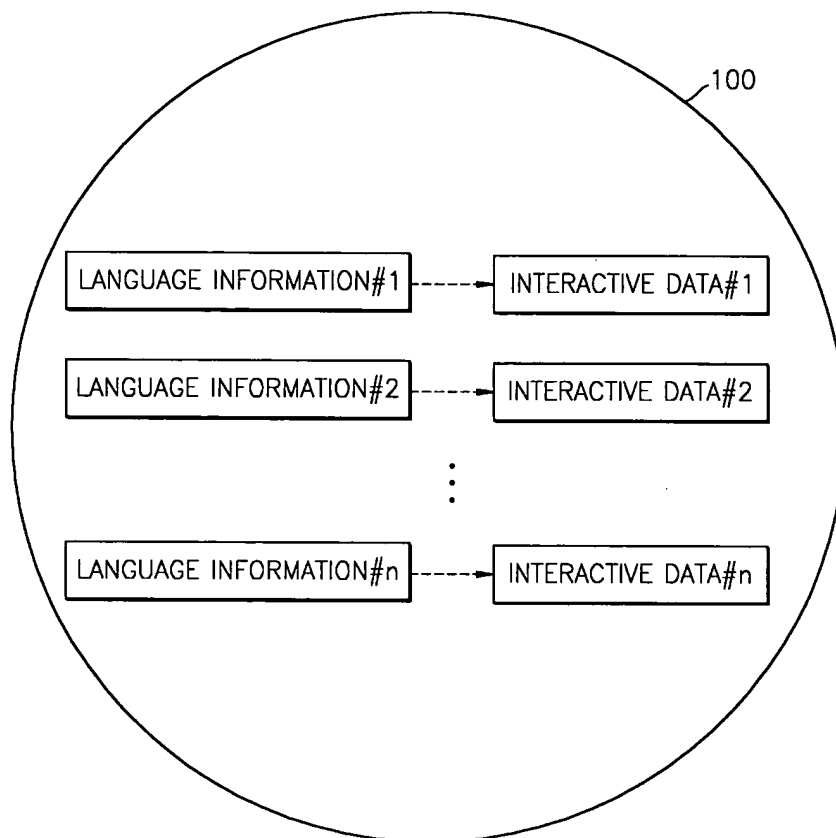 100
LANGUAGE INFORMATION#1
INTERACTIVE DATA#1
LANGUAGE INFORMATION#2
INTERACTIVE DATA#2
LANGUAGE INFORMATION#n
INTERACTIVE DATA#n